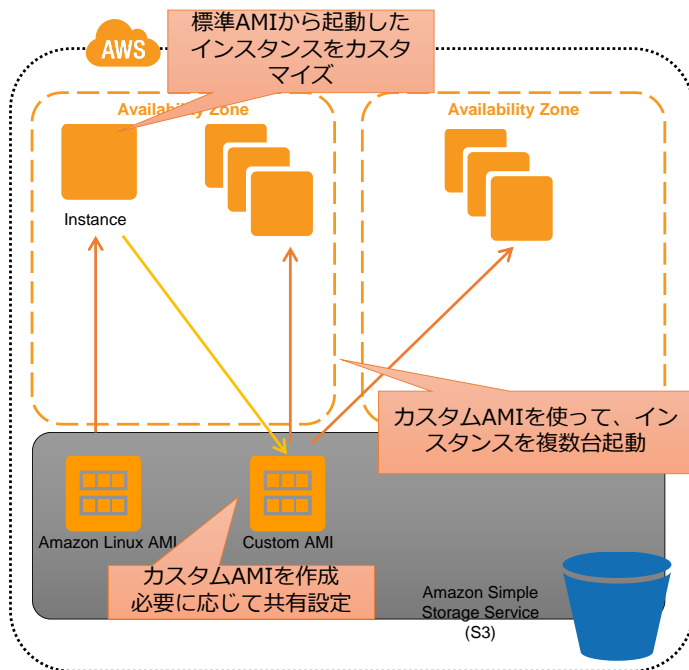 AWS
標準AMIから起動した
インスタンスをカスタ
マイズ
Availability Zone
Availability Zone
Instance
カスタムAMIを使って、イン
スタンスを複数台起動
Amazon Linux AMI
Custom AMI
カスタムAMIを作成
必要に応じて共有設定
Amazon Simple
Storage Service
(S3)